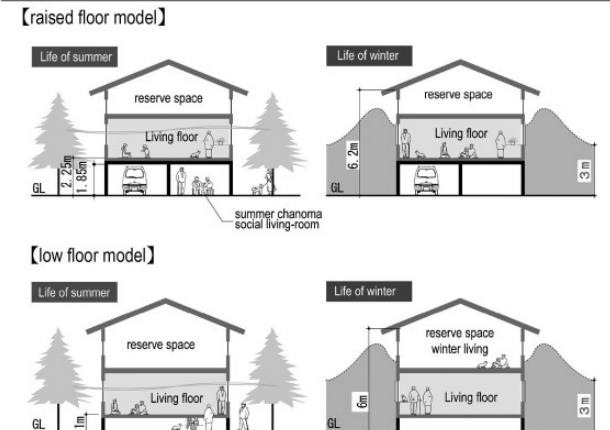 【raised floor model】
Life of summer
Life of winter
reserve space
reserve space
Living floor
Living floor
2.25m
1.85m
6.2m
3m
GL
GL
summer chanoma
social living-room
【low floor model】
Life of summer
Life of winter
reserve space
reserve space
winter living
Living floor
Living floor
1m
6m
3m
GL
GL